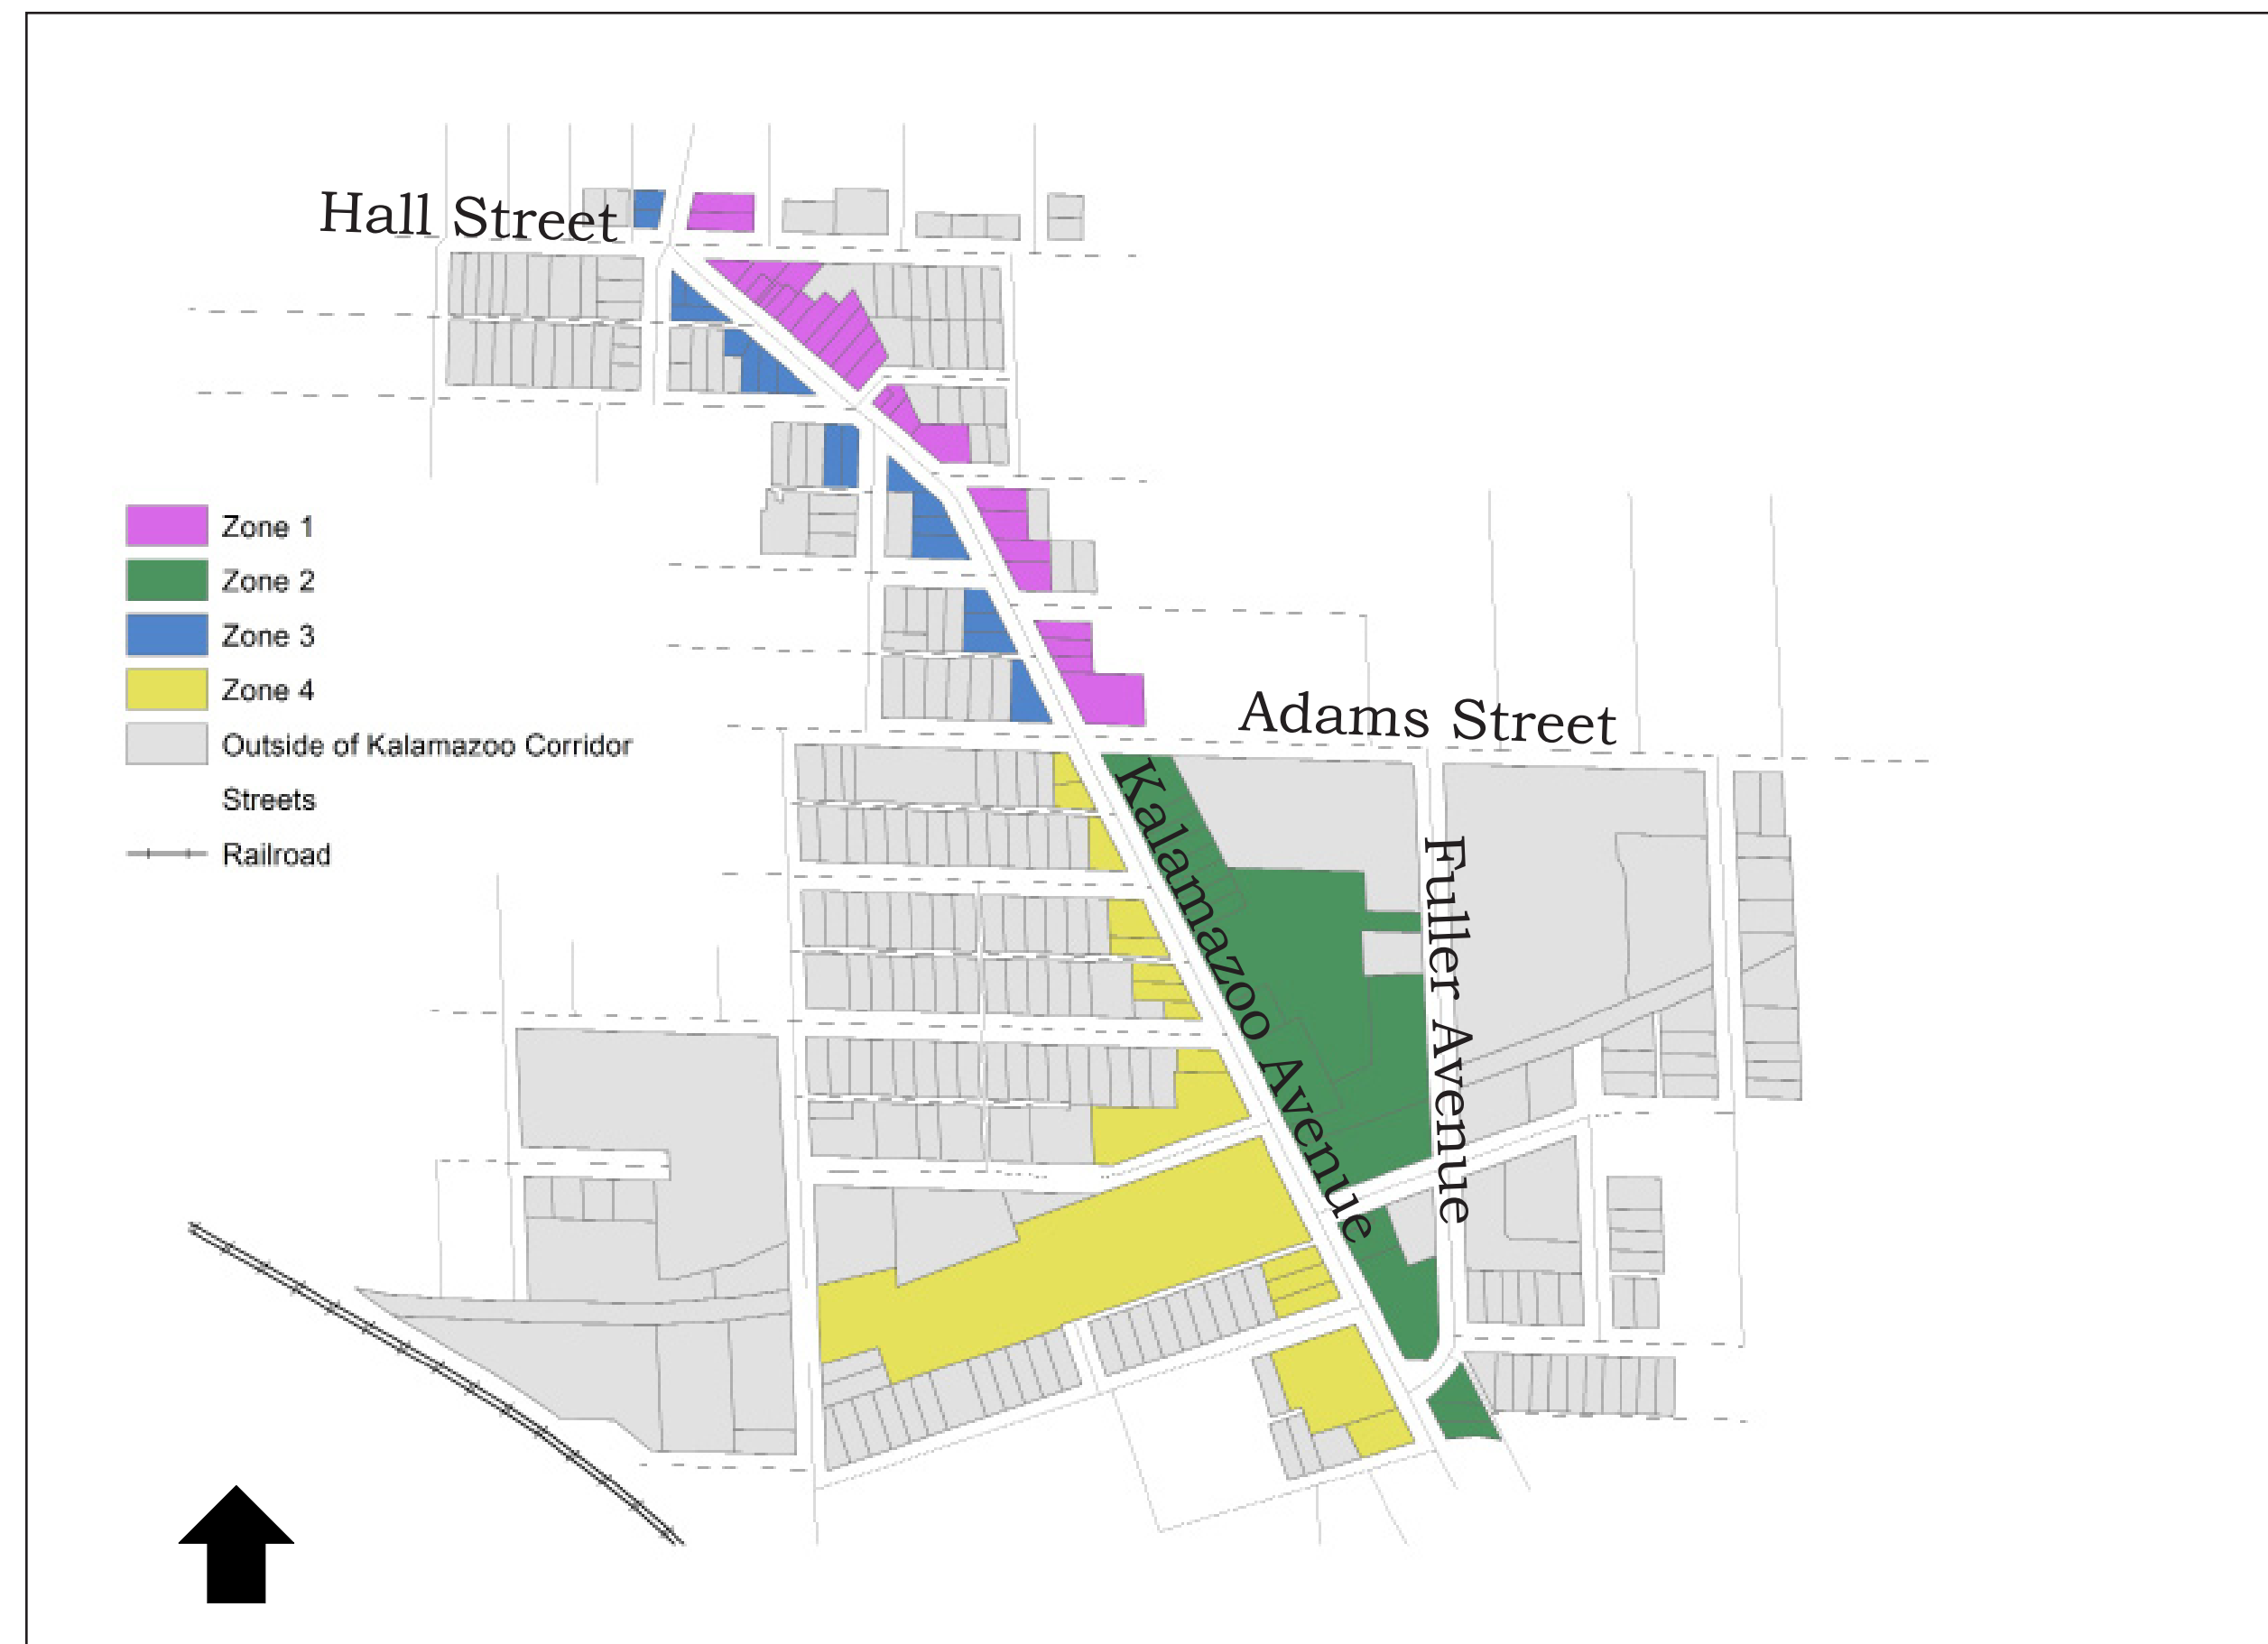 Hall Street
Zone 1
Zone 2
Zone 3
Zone 4
Outside of Kalamazoo Corridor
Streets
Railroad
Adams Street
Kalamazoo Avenue
Fuller Avenue